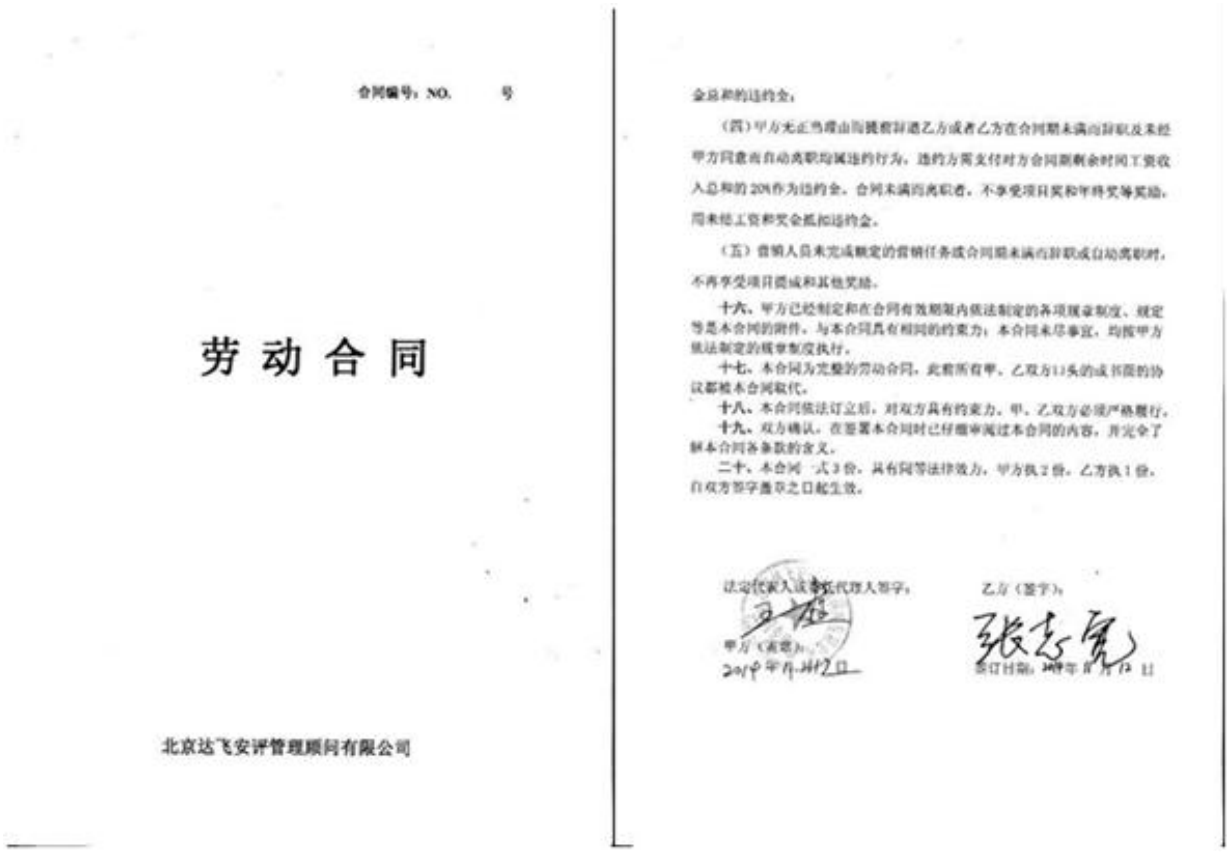 合同编号：NO.　　号
劳动合同
北京达飞安评管理顾问有限公司
金总和的违约金；
（四）甲方无正当理由而提前辞退乙方或者乙方在合同期未满而辞职及未经
甲方同意而自动离职均属违约行为，违约方需支付对方合同期剩余时间工资收
入总和的20%作为违约金。合同未满而离职者，不享受项目奖和年终奖等奖励，
用未结工资和奖金抵扣违约金。
（五）营销人员未完成额定的营销任务或合同期未满而辞职或自动离职时，
不再享受项目提成和其他奖励。
十六、甲方已经制定和在合同有效期限内依法制定的各项规章制度、规定
等是本合同的附件，与本合同具有相同的约束力；本合同未尽事宜，均按甲方
依法制定的规章制度执行。
十七、本合同为完整的劳动合同，此前所有甲、乙双方口头的或书面的协
议都被本合同取代。
十八、本合同依法订立后，对双方具有约束力，甲、乙双方必须严格履行。
十九、双方确认，在签署本合同时已仔细审阅过本合同的内容，并完全了
解本合同各条款的含义。
二十、本合同一式3份，具有同等法律效力，甲方执2份，乙方执1份，
自双方签字盖章之日起生效。
法定代表人或委托代理人签字：
乙方（签字）：
张志宽
甲方（盖章）：
签订日期：　年11月12日